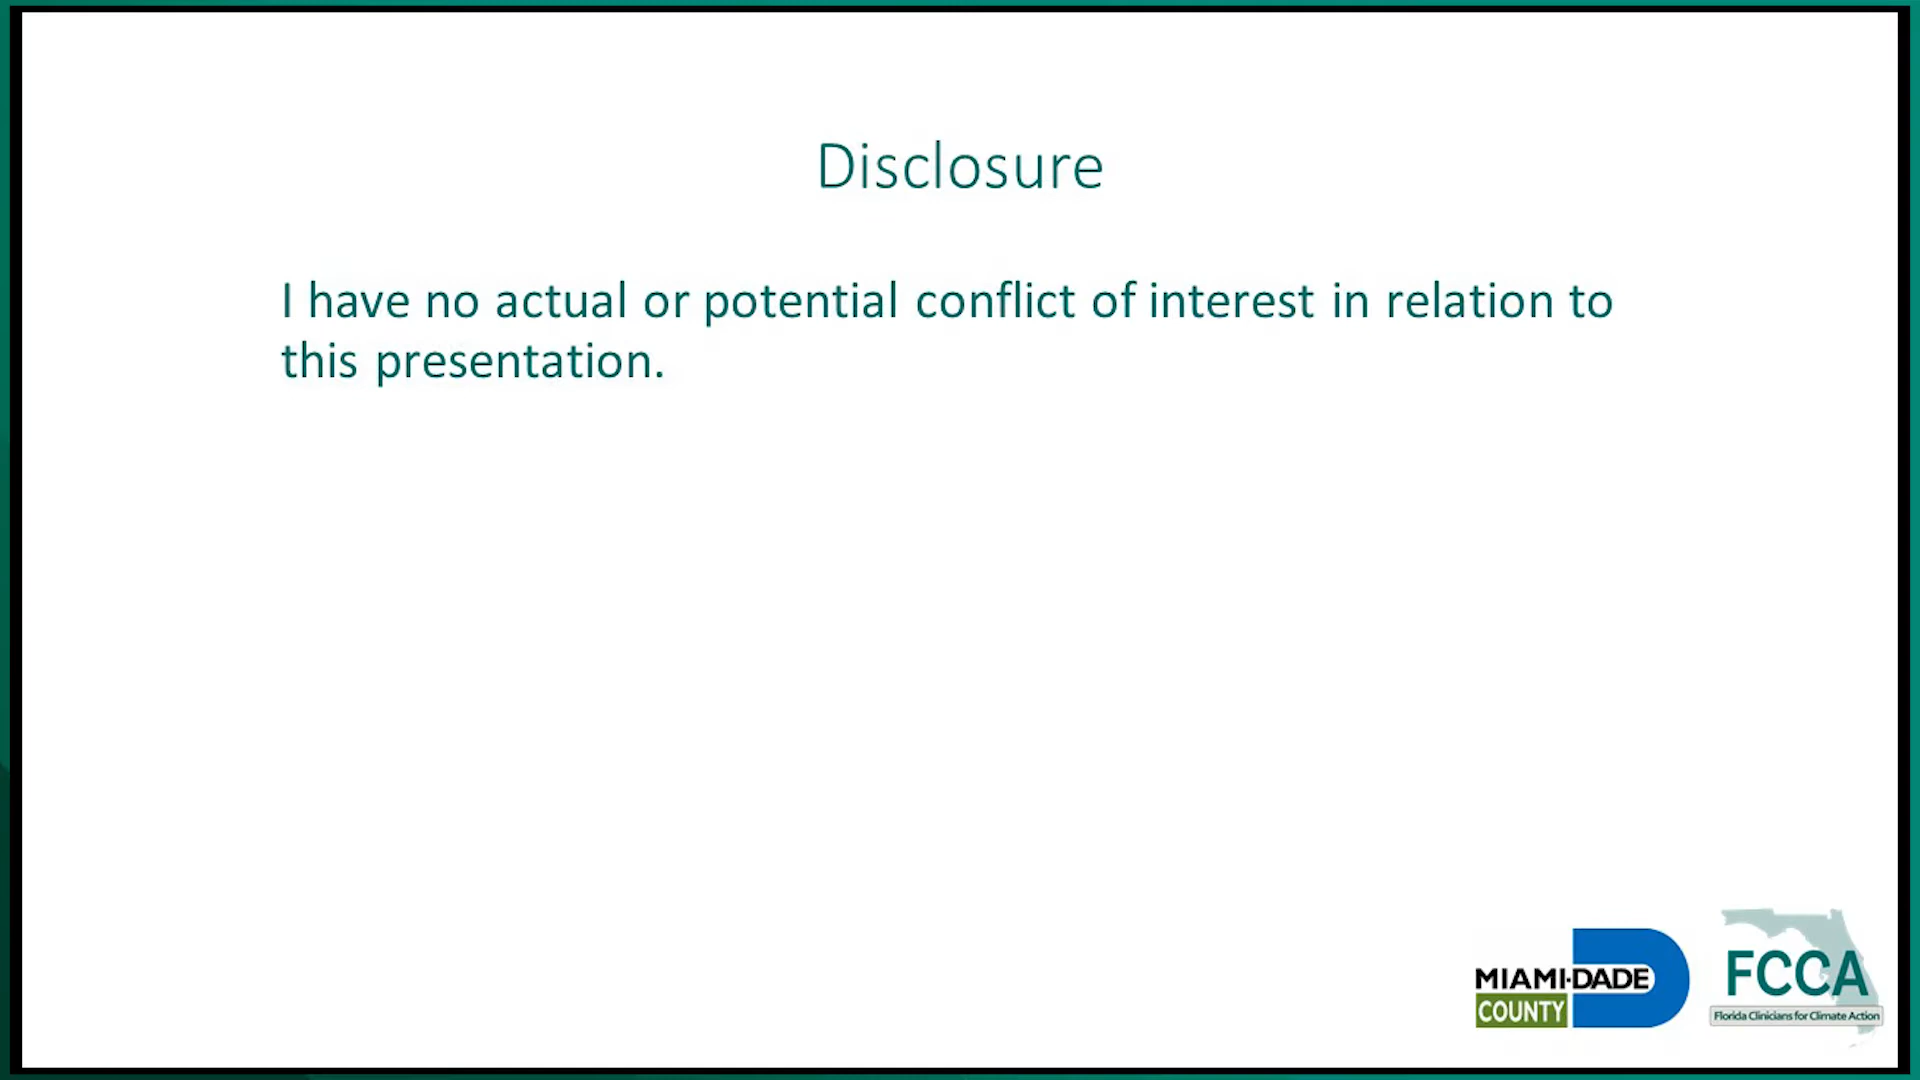 Disclosure
I have no actual or potential conflict of interest in relation to
this presentation.
MIAMI-DADE
COUNTY
FCCA
Florida Clinicians for Climate Action